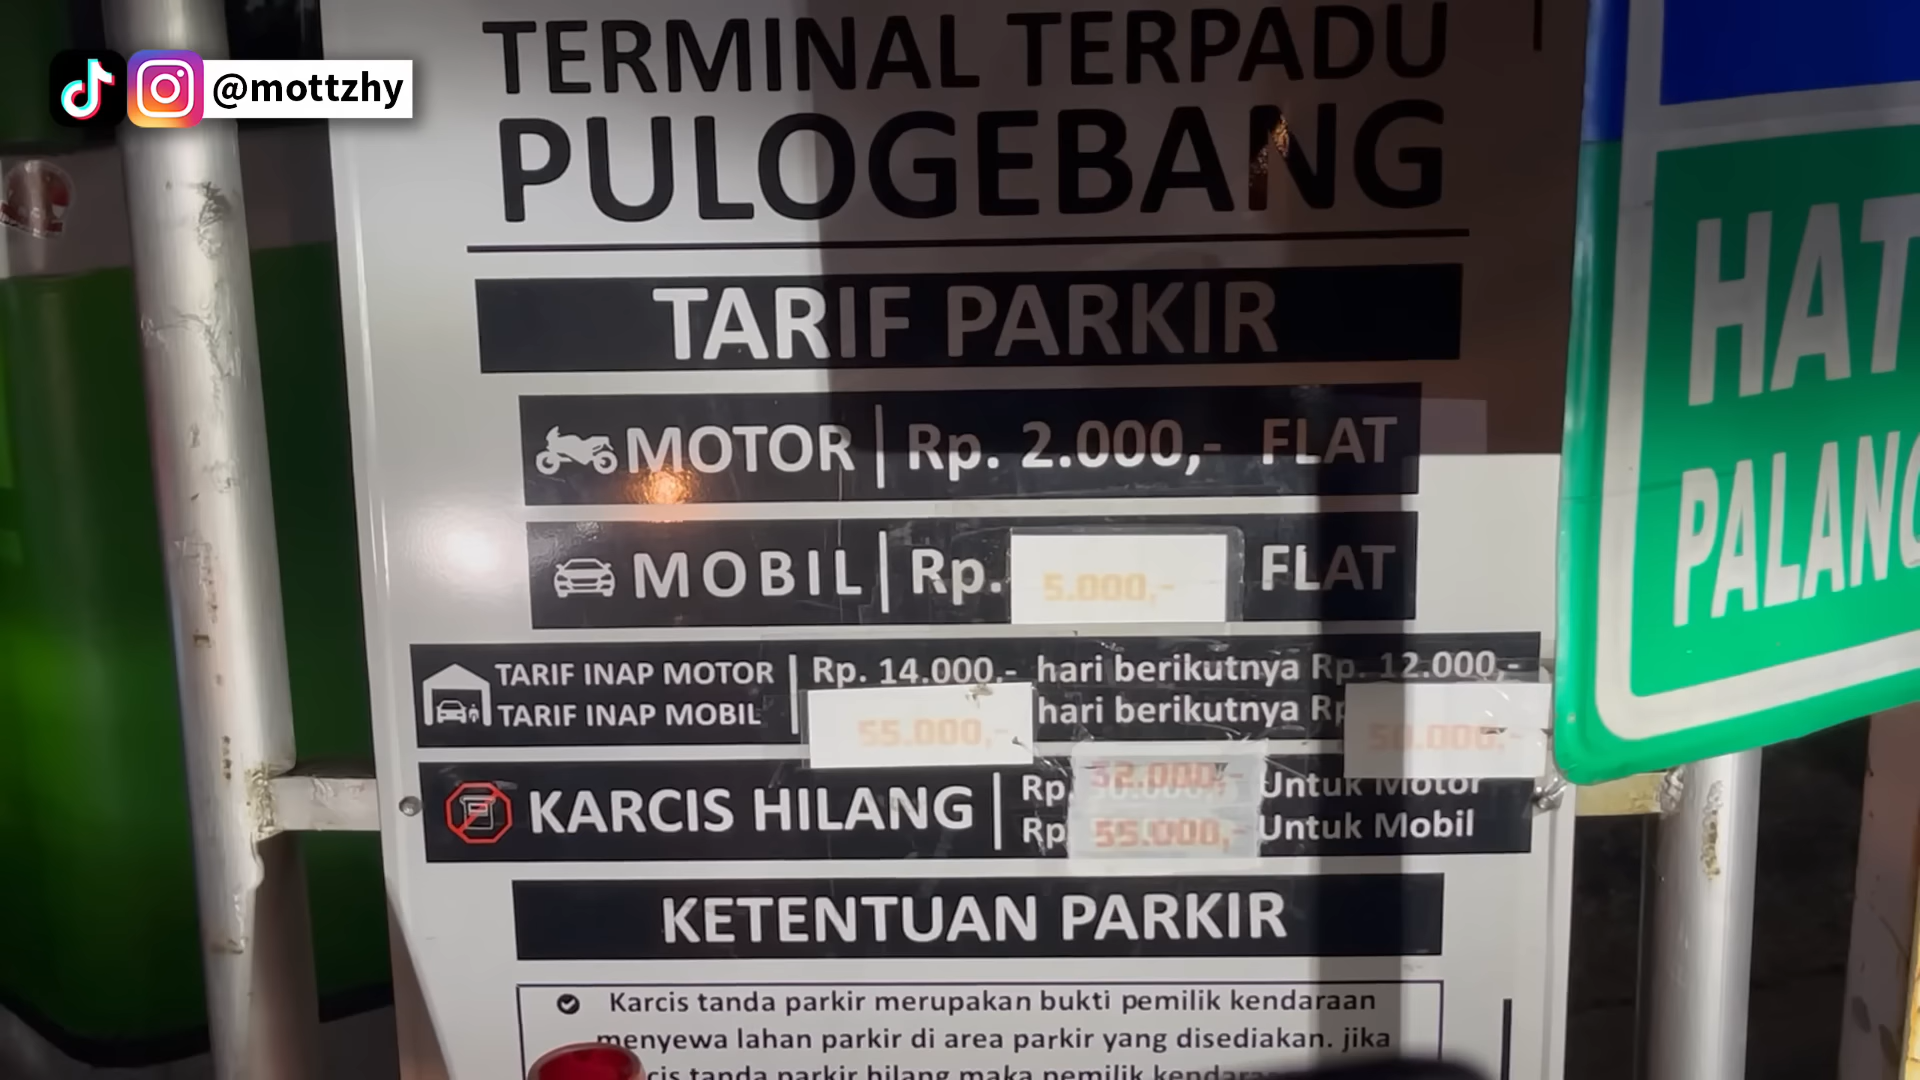 @mottzhy
TERMINAL TERPADU
PULOGEBANG
TARIF PARKIR
MOTOR | Rp. 2.000,- FLAT
MOBIL | Rp. 5.000,- FLAT
TARIF INAP MOTOR | Rp. 14.000,- hari berikutnya Rp. 12.000,-
TARIF INAP MOBIL 55.000,- hari berikutnya Rp 50.000,-
KARCIS HILANG | Rp 32.000,- Untuk Motor
Rp 55.000,- Untuk Mobil
KETENTUAN PARKIR
Karcis tanda parkir merupakan bukti pemilik kendaraan
menyewa lahan parkir di area parkir yang disediakan. jika
tanda parkir hilang maka pemilik
HAT
PALANG